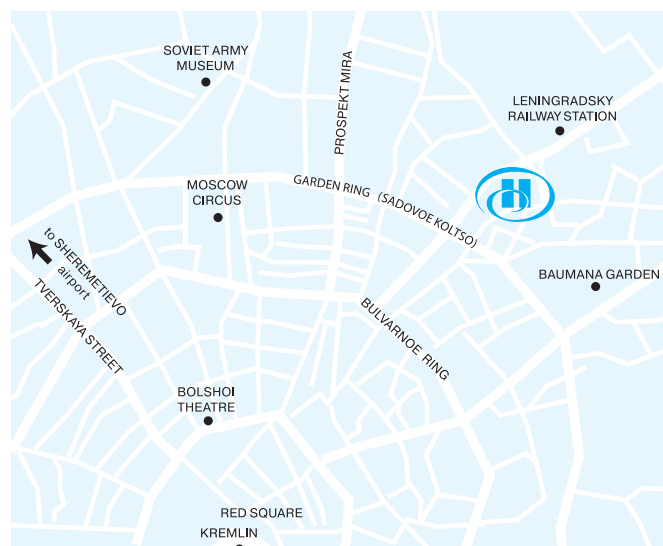 SOVIET ARMY
MUSEUM
PROSPEKT MIRA
LENINGRADSKY
RAILWAY STATION
MOSCOW
CIRCUS
GARDEN RING (SADOVOE KOLTSO)
H
to SHEREMETIEVO
airport
TVERSKAYA STREET
BAUMANA GARDEN
BULVARNOE RING
BOLSHOI
THEATRE
RED SQUARE
KREMLIN